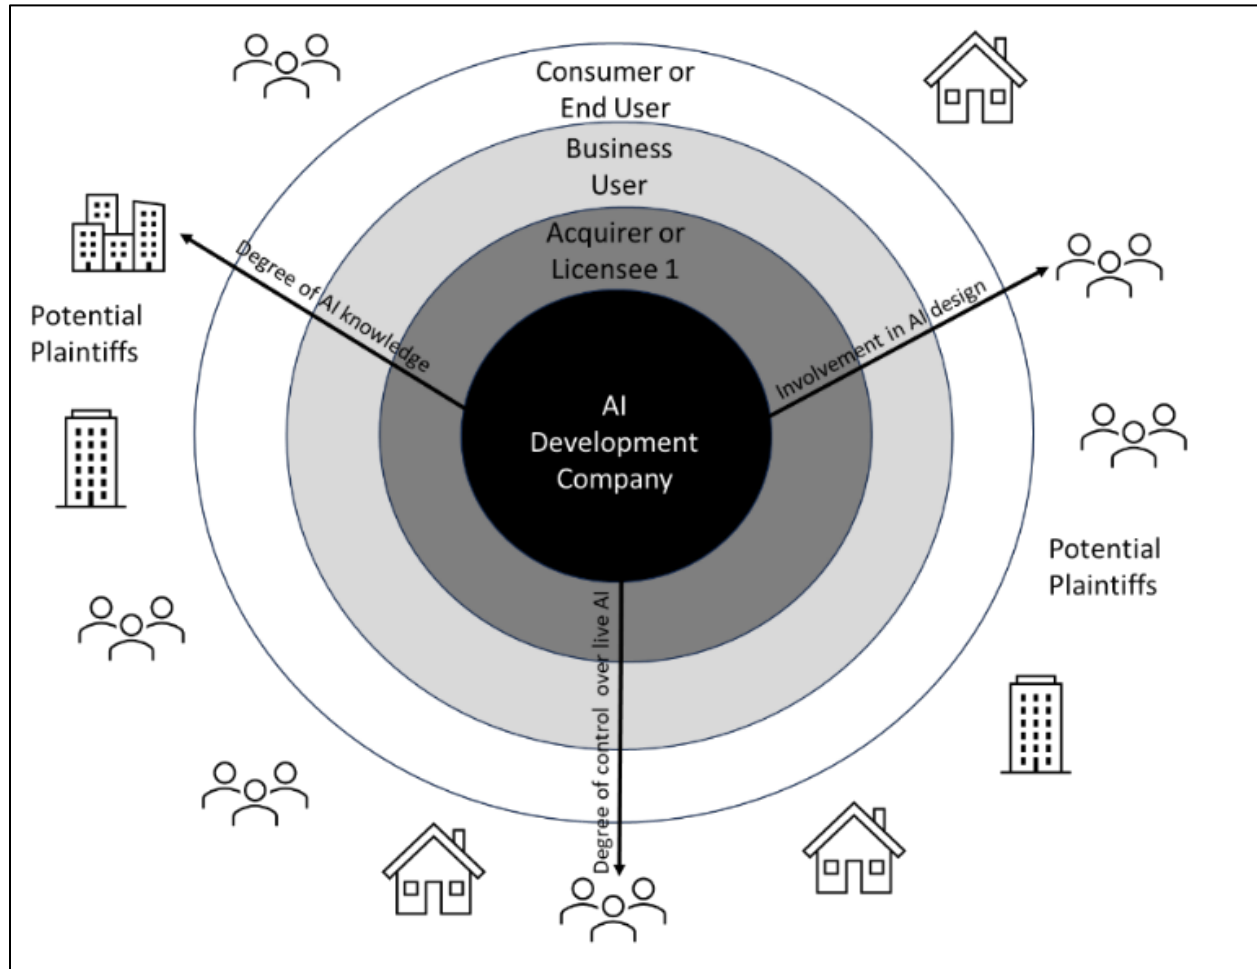 Consumer or
End User
Business
User
Acquirer or
Licensee 1
Degree of AI knowledge
Involvement in AI design
Potential
Plaintiffs
AI
Development
Company
Potential
Plaintiffs
Degree of control over live AI